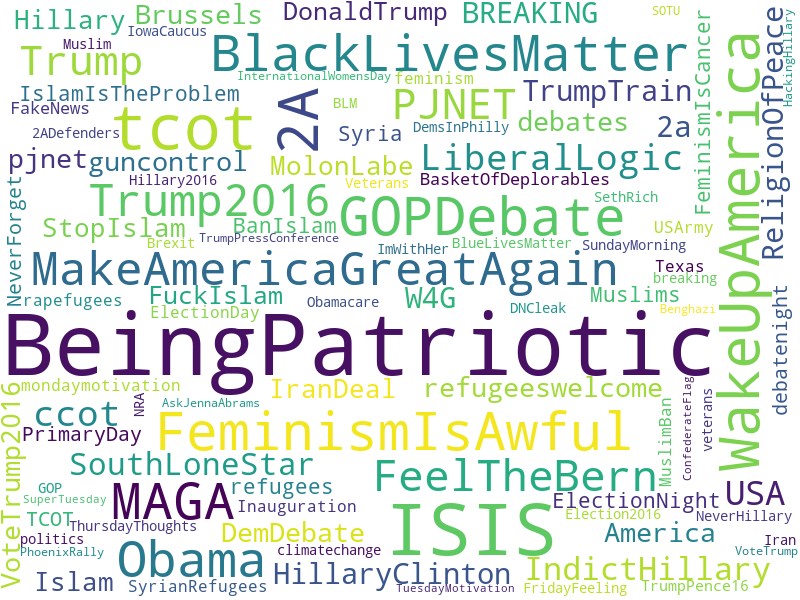 Hillary
Brussels
DonaldTrump
BREAKING
SOTU
IowaCaucus
Muslim
Trump
BlackLivesMatter
InternationalWomensDay
feminism
IslamIsTheProblem
FakeNews
tcot
2A
BLM
PJNET
TrumpTrain
2ADefenders
Syria
DemsInPhilly
debates
2a
FeminismIsCancer
WakeUpAmerica
ReligionOfPeace
HackingHillary
pjnet
guncontrol
MolonLabe
LiberalLogic
Hillary2016
Veterans
BasketOfDeplorables
Trump2016
GOPDebate
SethRich
StopIslam
BanIslam
USArmy
NeverForget
Brexit
TrumpPressConference
ImWithHer
BlueLivesMatter
SundayMorning
MakeAmericaGreatAgain
Texas
breaking
rapefugees
FuckIslam
Obamacare
W4G
Muslims
ElectionDay
DNCleak
Benghazi
debatenight
BeingPatriotic
mondaymotivation
IranDeal
refugeeswelcome
VoteTrump2016
ccot
NRA
AskJennaAbrams
FeminismIsAwful
MuslimBan
ConfederateFlag
veterans
PrimaryDay
SouthLoneStar
FeelTheBern
GOP
SuperTuesday
MAGA
refugees
Inauguration
ISIS
ElectionNight
USA
TCOT
ThursdayThoughts
DemDebate
Election2016
NeverHillary
politics
PhoenixRally
Obama
climatechange
America
Iran
VoteTrump
Islam
SyrianRefugees
HillaryClinton
TuesdayMotivation
IndictHillary
FridayFeeling
TrumpPence16